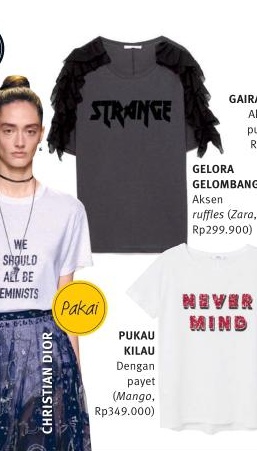 STRANGE
GAIRA
GELORA
GELOMBANG
Aksen
ruffles (Zara,
Rp299.900)
WE
SHOULD
ALL BE
FEMINISTS
Pakai
CHRISTIAN DIOR
PUKAU
KILAU
Dengan
payet
(Mango,
Rp349.000)
NEVER
MIND